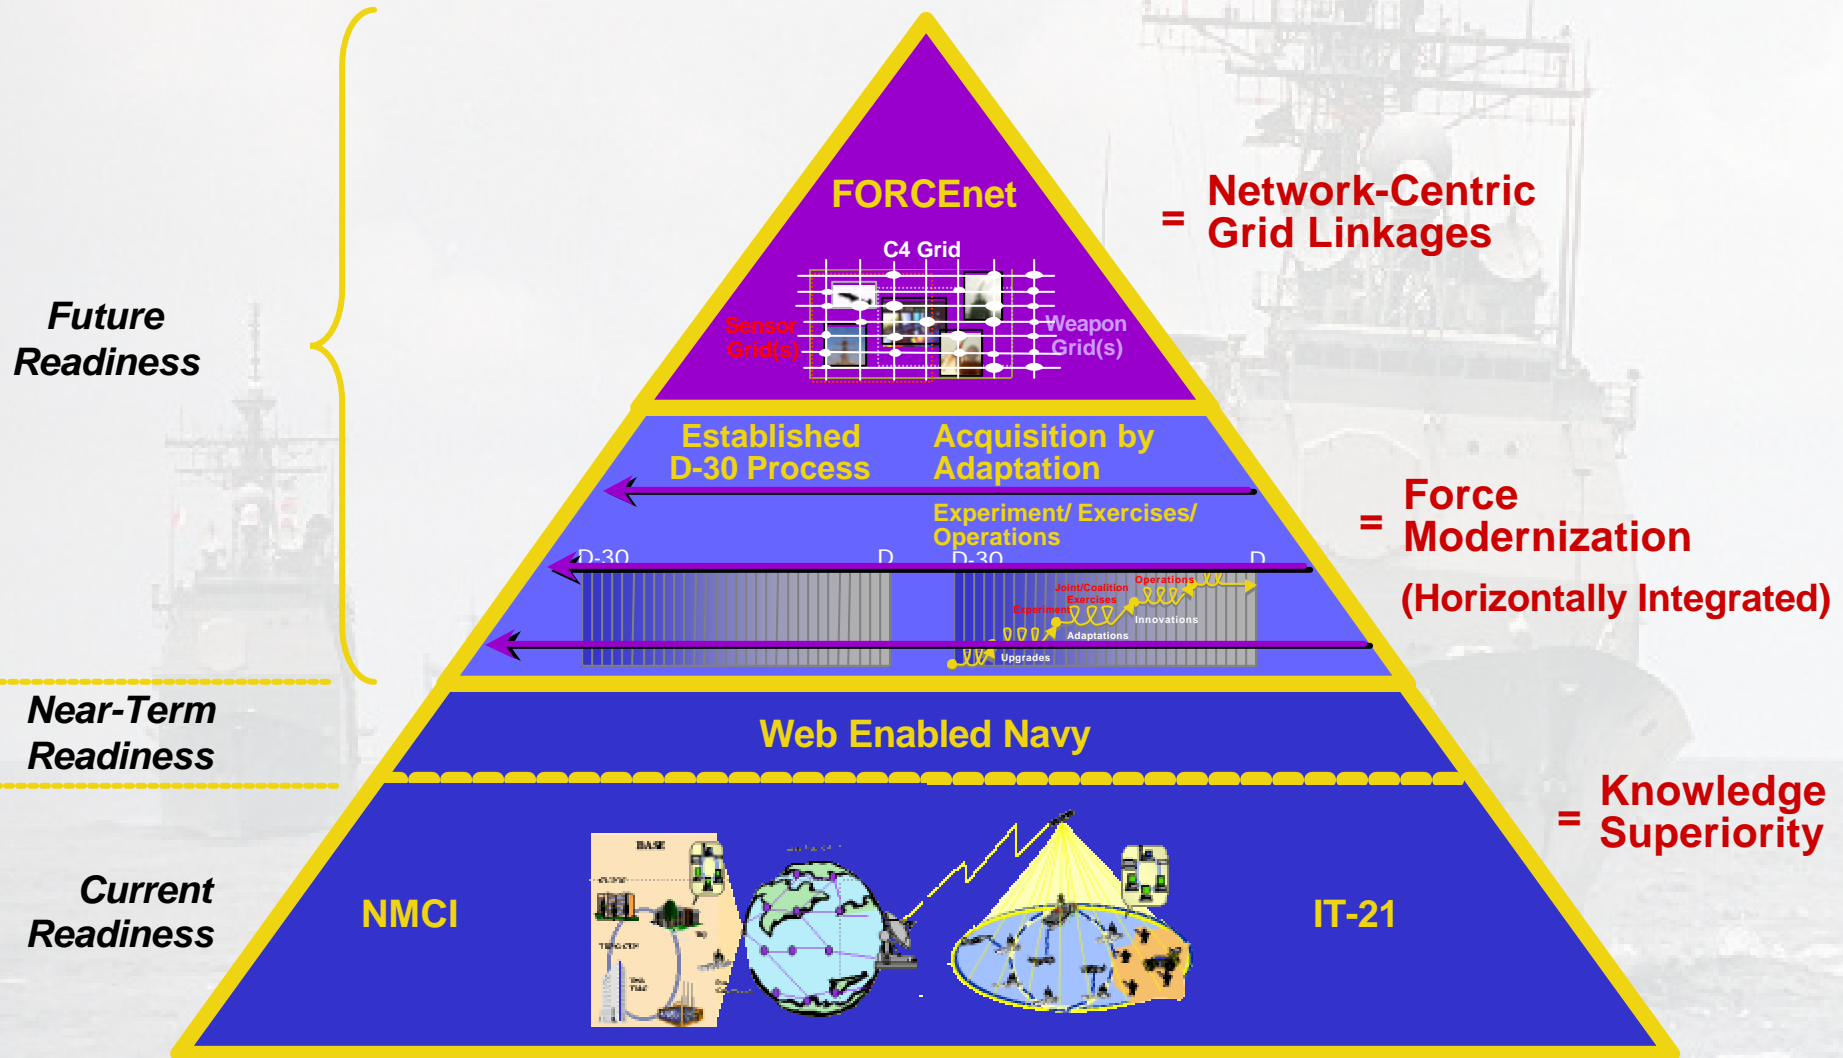 FORCEnet
C4 Grid
Sensor
Grid(s)
Weapon
Grid(s)
= Network-Centric
Grid Linkages
Future
Readiness
Established
D-30 Process
Acquisition by
Adaptation
Experiment/ Exercises/
Operations
D-30
D
D-30
D
Joint/Coalition
Exercises
Operations
Experiment
Innovations
Adaptations
Upgrades
= Force
Modernization
(Horizontally Integrated)
Near-Term
Readiness
Web Enabled Navy
= Knowledge
Superiority
Current
Readiness
NMCI
BASE
IT-21